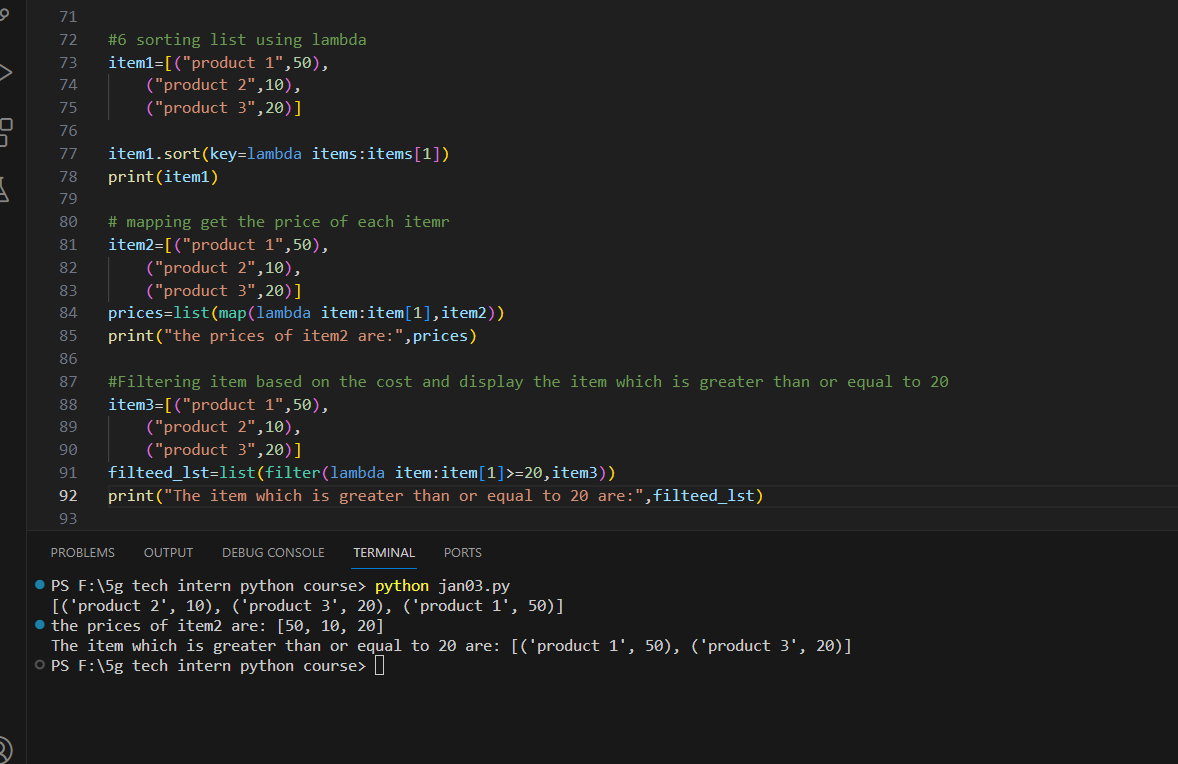 71
72 #6 sorting list using lambda
73 item1=[("product 1",50),
74     ("product 2",10),
75     ("product 3",20)]
76
77 item1.sort(key=lambda items:items[1])
78 print(item1)
79
80 # mapping get the price of each itemr
81 item2=[("product 1",50),
82     ("product 2",10),
83     ("product 3",20)]
84 prices=list(map(lambda item:item[1],item2))
85 print("the prices of item2 are:",prices)
86
87 #Filtering item based on the cost and display the item which is greater than or equal to 20
88 item3=[("product 1",50),
89     ("product 2",10),
90     ("product 3",20)]
91 filteed_lst=list(filter(lambda item:item[1]>=20,item3))
92 print("The item which is greater than or equal to 20 are:",filteed_lst)
93
PROBLEMS OUTPUT DEBUG CONSOLE TERMINAL PORTS
PS F:\5g tech intern python course> python jan03.py
[('product 2', 10), ('product 3', 20), ('product 1', 50)]
the prices of item2 are: [50, 10, 20]
The item which is greater than or equal to 20 are: [('product 1', 50), ('product 3', 20)]
PS F:\5g tech intern python course>